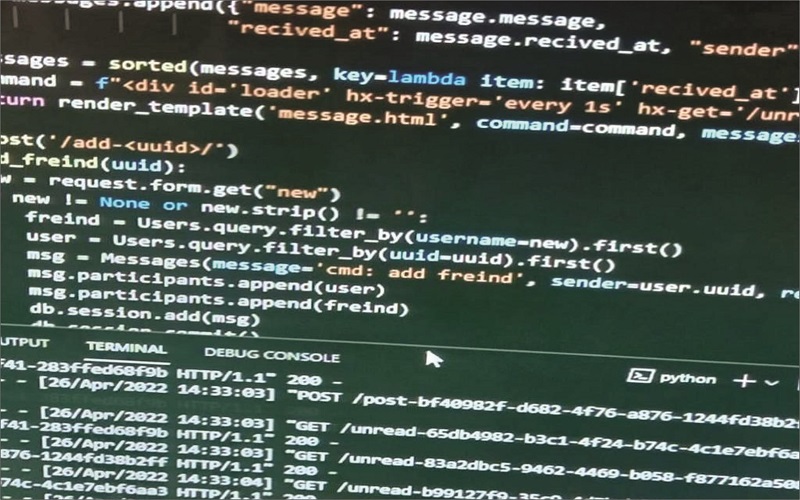 ssages.append({"message": message.message,
"recived_at": message.recived_at, "sender"
ssages = sorted(messages, key=lambda item: item['recived_at']
mmand = f"<div id='loader' hx-trigger='every 1s' hx-get='/unr
turn render_template('message.html', command=command, message
ost('/add-<uuid>/')
d_freind(uuid):
w = request.form.get("new")
new != None or new.strip() != '':
freind = Users.query.filter_by(username=new).first()
user = Users.query.filter_by(uuid=uuid).first()
msg = Messages(message='cmd: add freind', sender=user.uuid, re
msg.participants.append(user)
msg.participants.append(freind)
db.session.add(msg)
db.session.commit()
UTPUT TERMINAL DEBUG CONSOLE python
f41-283ffed68f9b HTTP/1.1" 200 -
- - [26/Apr/2022 14:33:03] "POST /post-bf40982f-d682-4f76-a876-1244fd38b2
- - [26/Apr/2022 14:33:03] "GET /unread-65db4982-b3c1-4f24-b74c-4c1e7ebf6a
f41-283ffed68f9b HTTP/1.1" 200 -
- - [26/Apr/2022 14:33:03] "GET /unread-83a2dbc5-9462-4469-b058-f877162a50
876-1244fd38b2ff HTTP/1.1" 200 -
- - [26/Apr/2022 14:33:04] "GET /unread-b99127f9-35c9
74c-4c1e7ebf6aa3 HTTP/1.1" 200 -